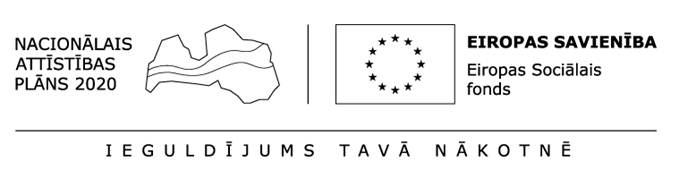 NACIONĀLAIS
ATTĪSTĪBAS
PLĀNS 2020
EIROPAS SAVIENĪBA
Eiropas Sociālais
fonds
IEGULDĪJUMS TAVĀ NĀKOTNĒ